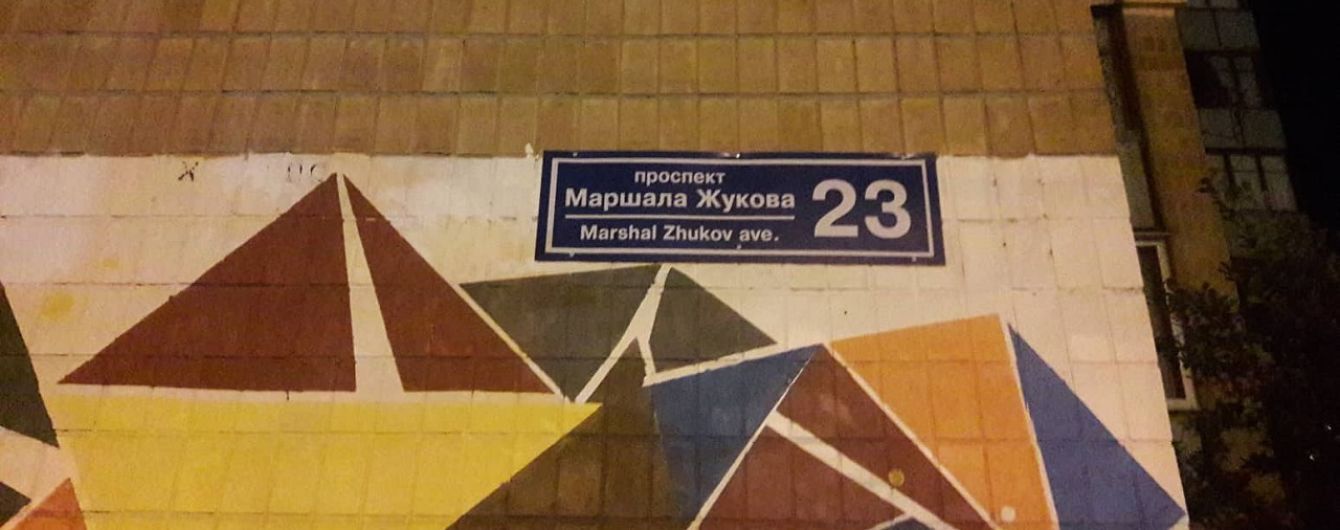 проспект
Маршала Жукова
Marshal Zhukov ave.
23